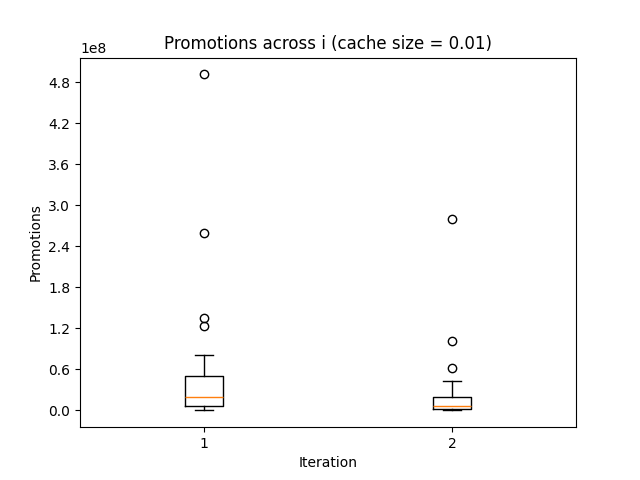 Promotions across i (cache size = 0.01)
1e8
4.8
4.2
3.6
3.0
2.4
1.8
1.2
0.6
0.0
Promotions
1 2
Iteration